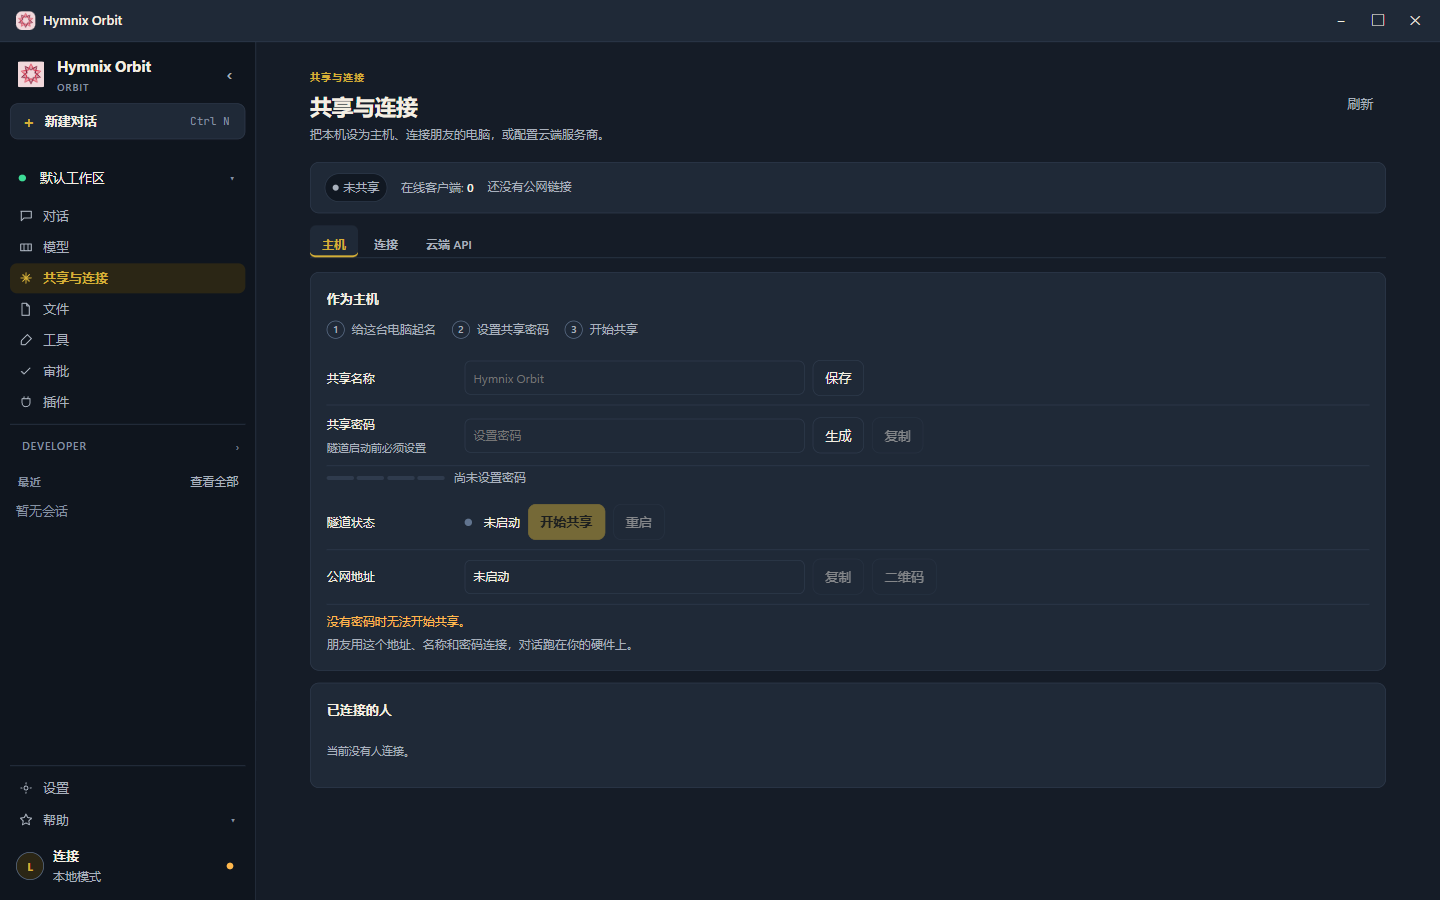 Hymnix Orbit
Hymnix Orbit
ORBIT
新建对话 Ctrl N
默认工作区
对话
模型
共享与连接
文件
工具
审批
插件
DEVELOPER
最近 查看全部
暂无会话
设置
帮助
L
连接
本地模式
共享与连接
共享与连接
刷新
把本机设为主机、连接朋友的电脑，或配置云端服务商。
未共享 在线客户端: 0 还没有公网链接
主机 连接 云端 API
作为主机
1 给这台电脑起名 2 设置共享密码 3 开始共享
共享名称 Hymnix Orbit 保存
共享密码 设置密码 生成 复制
隧道启动前必须设置
尚未设置密码
隧道状态 未启动 开始共享 重启
公网地址 未启动 复制 二维码
没有密码时无法开始共享。
朋友用这个地址、名称和密码连接，对话跑在你的硬件上。
已连接的人
当前没有人连接。